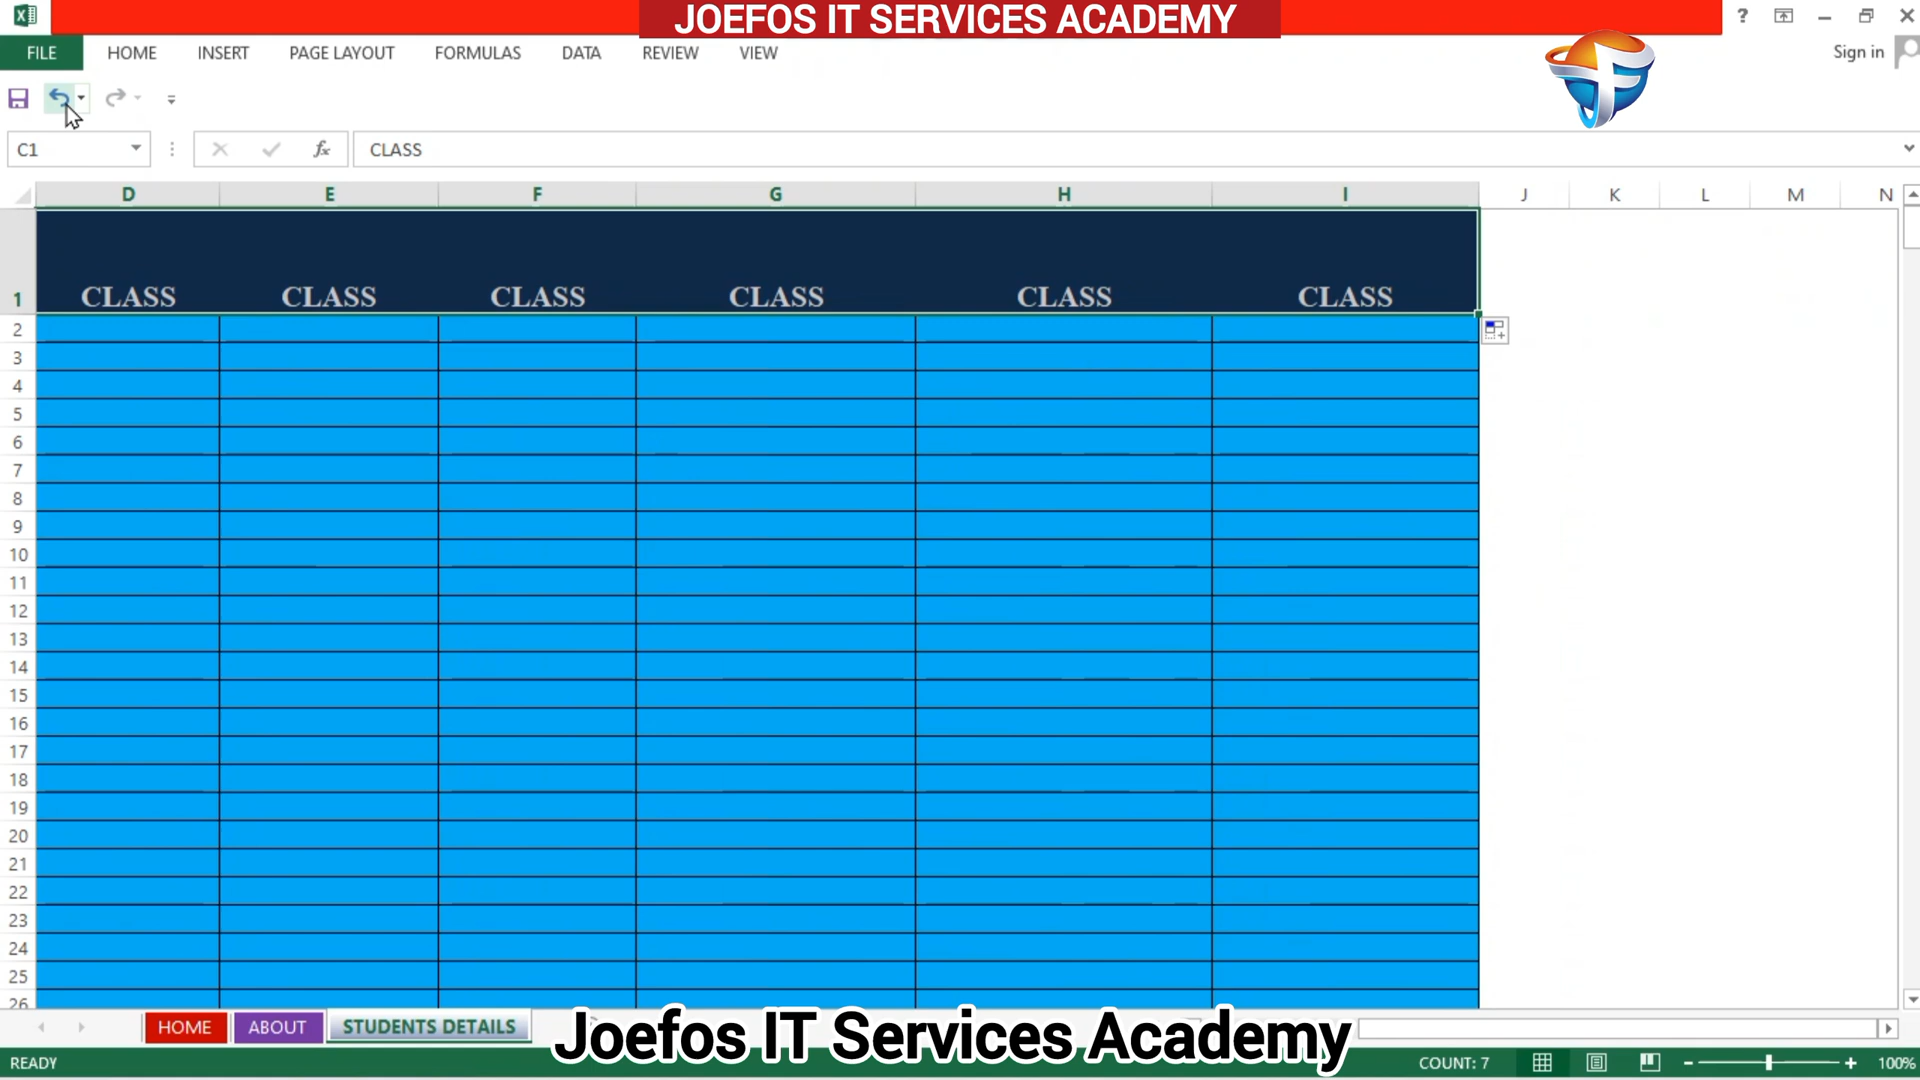 JOEFOS IT SERVICES ACADEMY
FILE HOME INSERT PAGE LAYOUT FORMULAS DATA REVIEW VIEW
Sign in
C1 fx CLASS
D E F G H I J K L M N
1 CLASS CLASS CLASS CLASS CLASS CLASS
2
3
4
5
6
7
8
9
10
11
12
13
14
15
16
17
18
19
20
21
22
23
24
25
26
HOME ABOUT STUDENTS DETAILS
Joefos IT Services Academy
READY COUNT: 7 100%